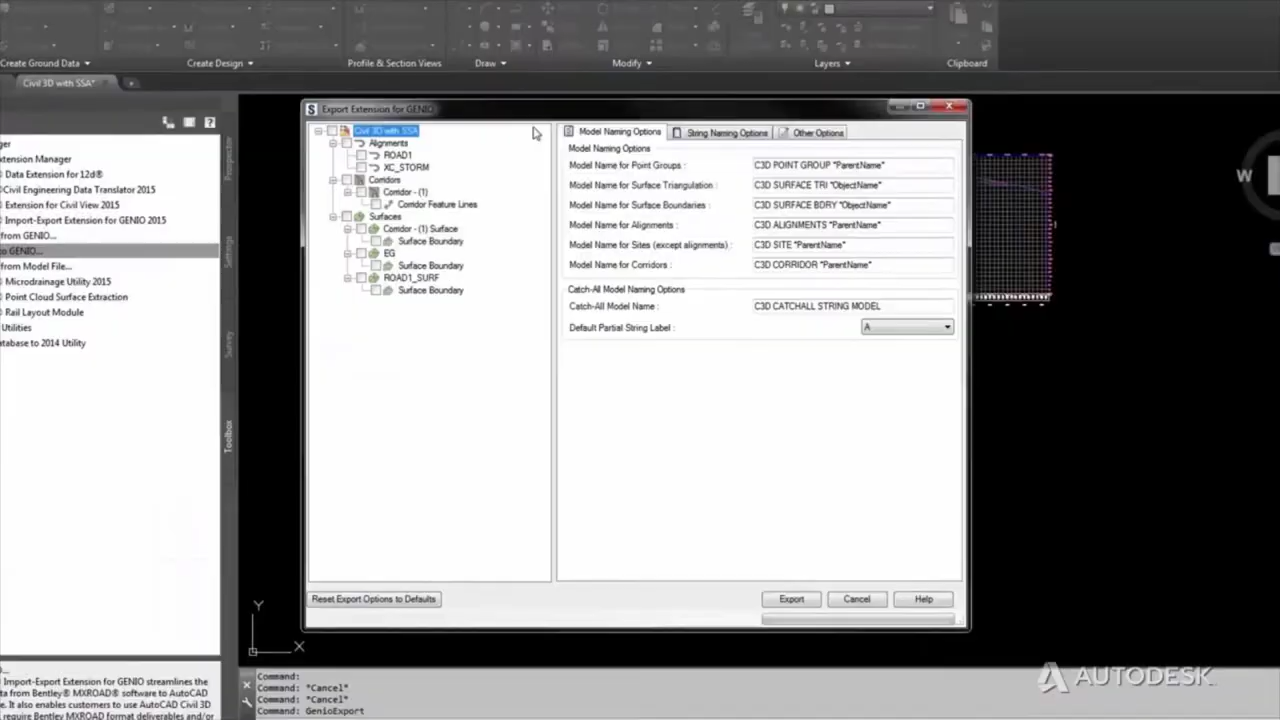 Create Ground Data
Create Design
Profile & Section Views
Draw
Modify
Layers
Clipboard
Civil 3D with SSA*
ger
xtension Manager
Data Extension for 12d®
Civil Engineering Data Translator 2015
Extension for Civil View 2015
Import-Export Extension for GENIO 2015
from GENIO...
to GENIO...
from Model File...
Microdrainage Utility 2015
Point Cloud Surface Extraction
Rail Layout Module
Utilities
atabase to 2014 Utility
Prospector
Settings
Survey
Toolbox
...
Import-Export Extension for GENIO streamlines the
ta from Bentley® MXROAD® software to AutoCAD
D. It also enables customers to use AutoCAD Civil 3D
require Bentley MXROAD format deliverables and/or
Export Extension for GENIO
Civil 3D with SSA
Alignments
ROAD1
XC_STORM
Corridors
Corridor - (1)
Corridor Feature Lines
Surfaces
Corridor - (1) Surface
Surface Boundary
EG
Surface Boundary
ROAD1_SURF
Surface Boundary
Model Naming Options
String Naming Options
Other Options
Model Naming Options
Model Name for Point Groups : C3D POINT GROUP "ParentName"
Model Name for Surface Triangulation : C3D SURFACE TRI "ObjectName"
Model Name for Surface Boundaries : C3D SURFACE BDRY "ObjectName"
Model Name for Alignments : C3D ALIGNMENTS "ParentName"
Model Name for Sites (except alignments) : C3D SITE "ParentName"
Model Name for Corridors : C3D CORRIDOR "ParentName"
Catch-All Model Naming Options
Catch-All Model Name : C3D CATCHALL STRING MODEL
Default Partial String Label : A
Reset Export Options to Defaults
Export
Cancel
Help
W
Y
X
Command:
Command: *Cancel*
Command: *Cancel*
Command: GenioExport
AUTODESK